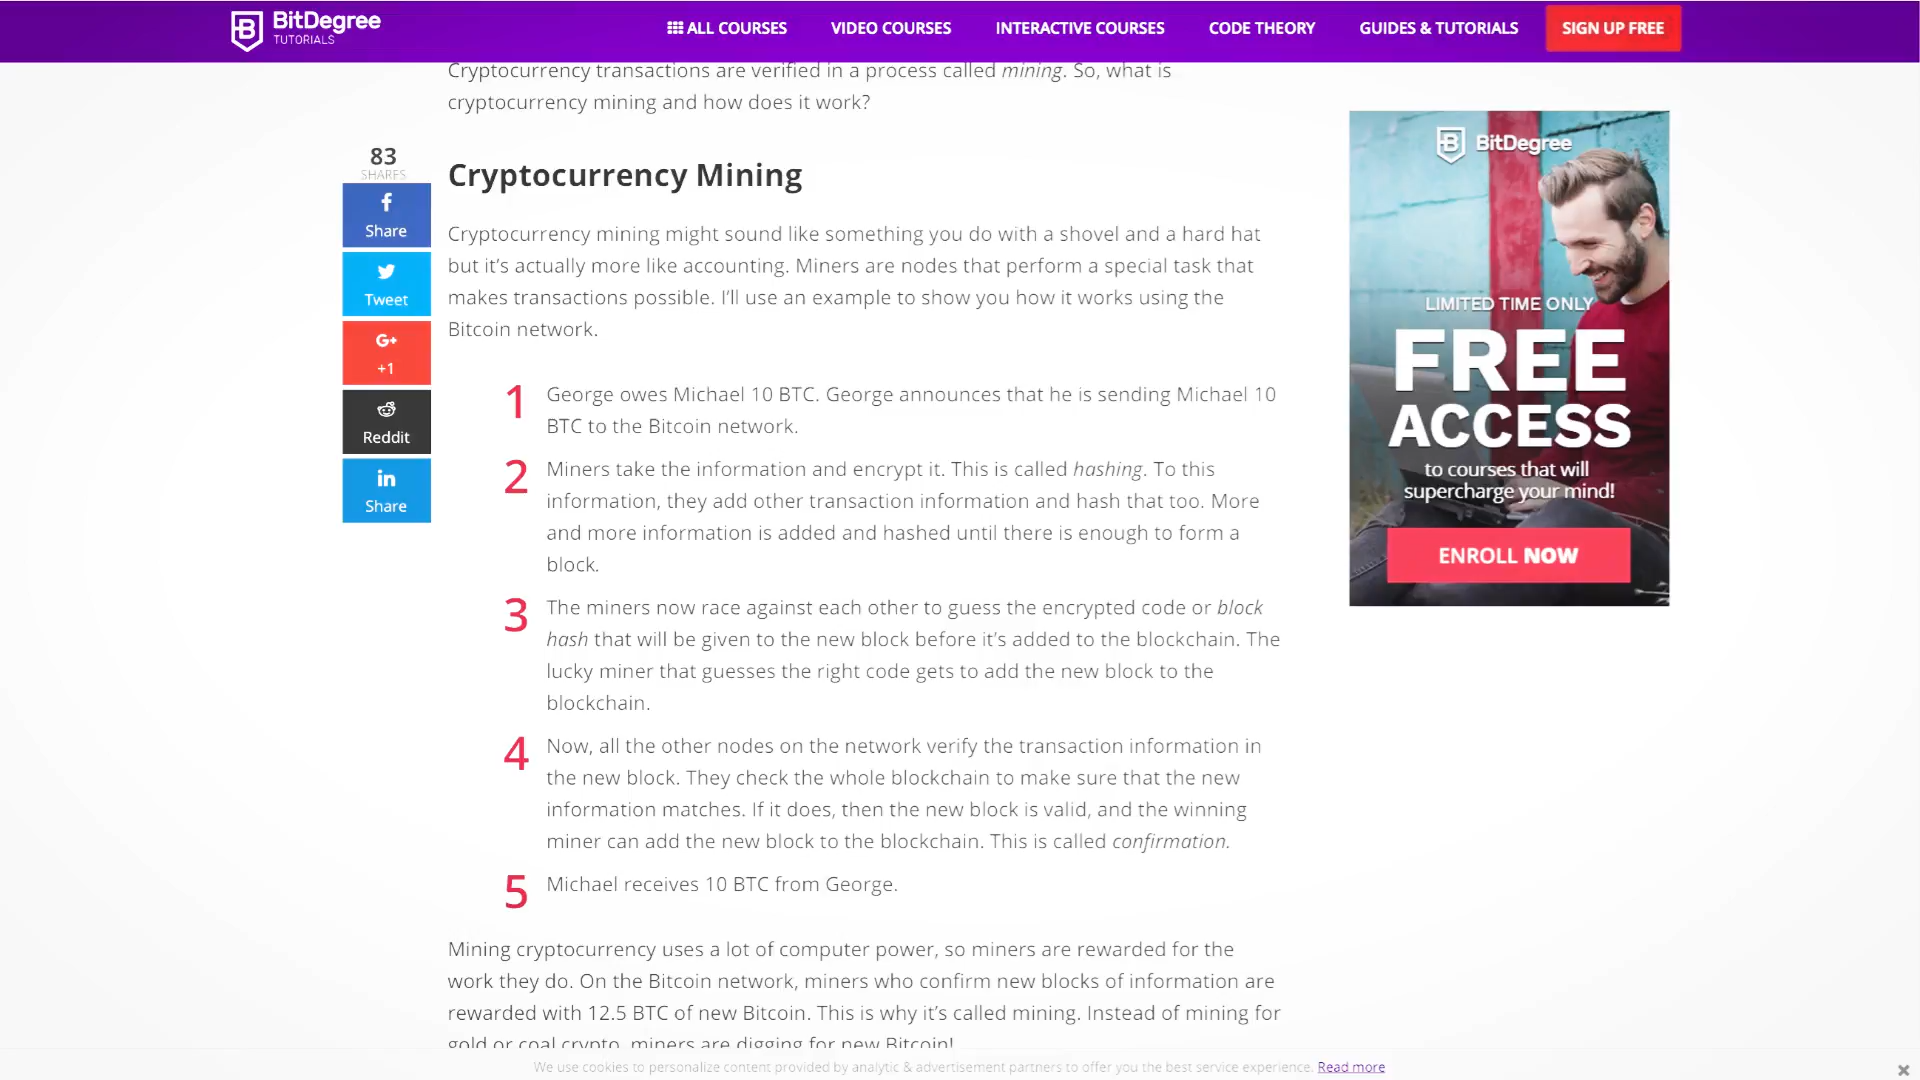 BitDegree
TUTORIALS
ALL COURSES
VIDEO COURSES
INTERACTIVE COURSES
CODE THEORY
GUIDES & TUTORIALS
SIGN UP FREE
Cryptocurrency transactions are verified in a process called mining. So, what is
cryptocurrency mining and how does it work?
83
SHARES
Share
Tweet
G+
+1
Reddit
in
Share
Cryptocurrency Mining
Cryptocurrency mining might sound like something you do with a shovel and a hard hat
but it’s actually more like accounting. Miners are nodes that perform a special task that
makes transactions possible. I’ll use an example to show you how it works using the
Bitcoin network.
1 George owes Michael 10 BTC. George announces that he is sending Michael 10
BTC to the Bitcoin network.
2 Miners take the information and encrypt it. This is called hashing. To this
information, they add other transaction information and hash that too. More
and more information is added and hashed until there is enough to form a
block.
3 The miners now race against each other to guess the encrypted code or block
hash that will be given to the new block before it’s added to the blockchain. The
lucky miner that guesses the right code gets to add the new block to the
blockchain.
4 Now, all the other nodes on the network verify the transaction information in
the new block. They check the whole blockchain to make sure that the new
information matches. If it does, then the new block is valid, and the winning
miner can add the new block to the blockchain. This is called confirmation.
5 Michael receives 10 BTC from George.
Mining cryptocurrency uses a lot of computer power, so miners are rewarded for the
work they do. On the Bitcoin network, miners who confirm new blocks of information are
rewarded with 12.5 BTC of new Bitcoin. This is why it’s called mining. Instead of mining for
gold or coal crypto, miners are digging for new Bitcoin!
BitDegree
LIMITED TIME ONLY
FREE
ACCESS
to courses that will
supercharge your mind!
ENROLL NOW
We use cookies to personalize content provided by analytic & advertisement partners to offer you the best service experience. Read more